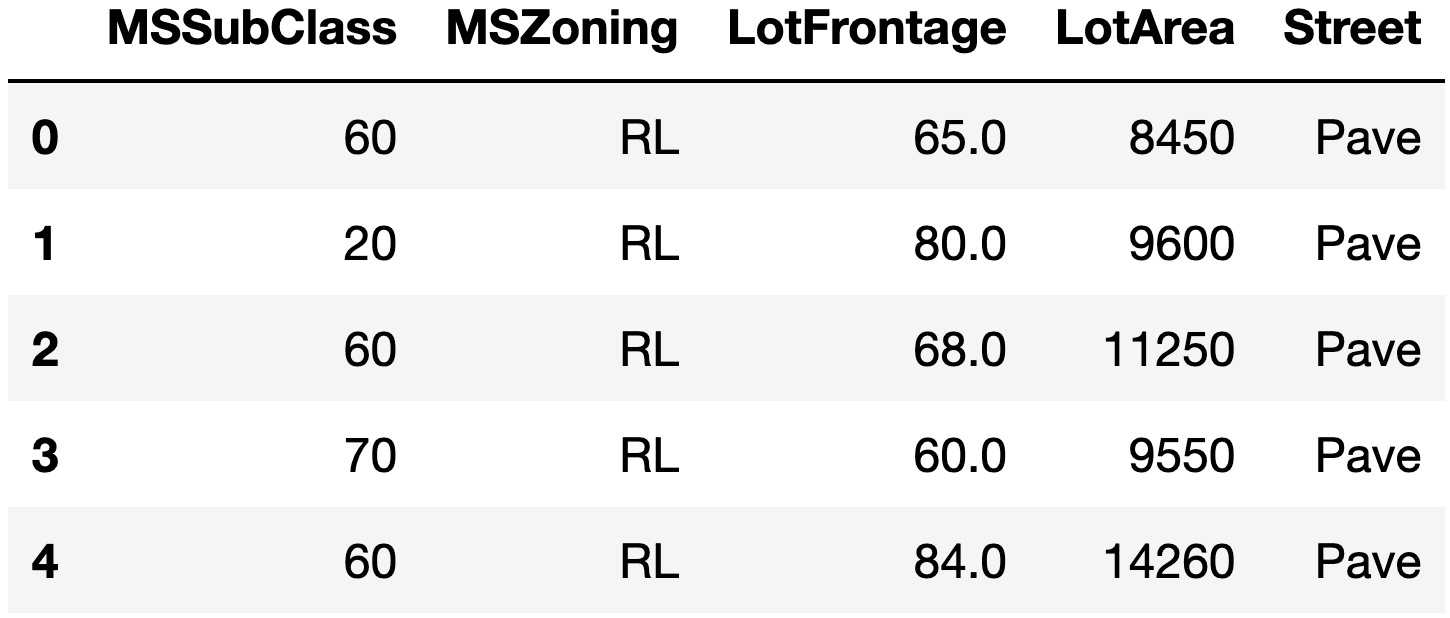 MSSubClass MSZoning LotFrontage LotArea Street
0 60 RL 65.0 8450 Pave
1 20 RL 80.0 9600 Pave
2 60 RL 68.0 11250 Pave
3 70 RL 60.0 9550 Pave
4 60 RL 84.0 14260 Pave